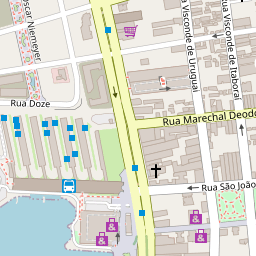 scar Niemeyer
Rua Visconde de Uruguai
Rua Visconde de Itaboraí
Rua Doze
Rua Marechal Deodo
Rua São João